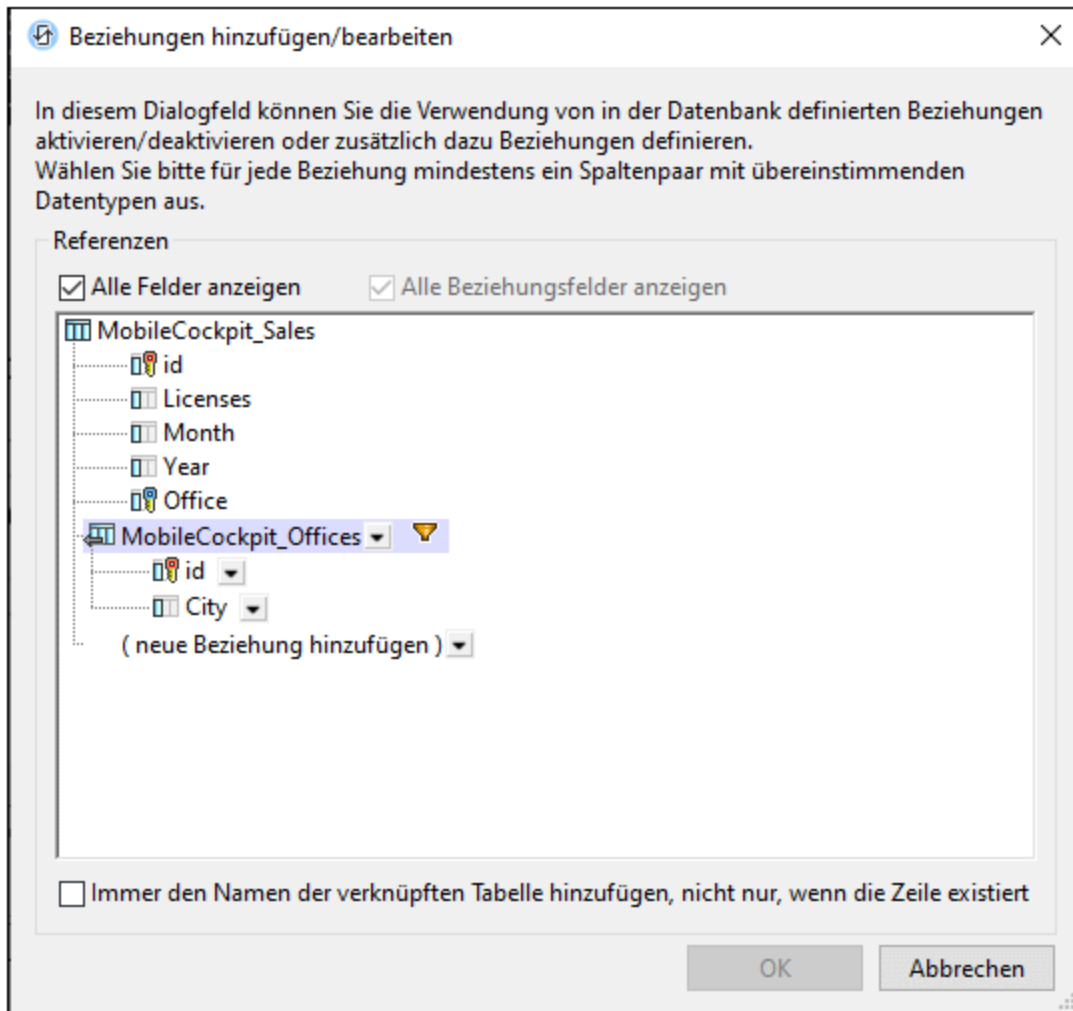 Beziehungen hinzufügen/bearbeiten
In diesem Dialogfeld können Sie die Verwendung von in der Datenbank definierten Beziehungen
aktivieren/deaktivieren oder zusätzlich dazu Beziehungen definieren.
Wählen Sie bitte für jede Beziehung mindestens ein Spaltenpaar mit übereinstimmenden
Datentypen aus.
Referenzen
Alle Felder anzeigen Alle Beziehungsfelder anzeigen
MobileCockpit_Sales
id
Licenses
Month
Year
Office
MobileCockpit_Offices
id
City
( neue Beziehung hinzufügen )
Immer den Namen der verknüpften Tabelle hinzufügen, nicht nur, wenn die Zeile existiert
OK Abbrechen